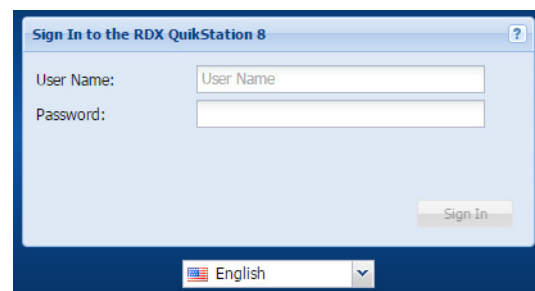 Sign In to the RDX QuikStation 8 ?
User Name: User Name
Password:
Sign In
English